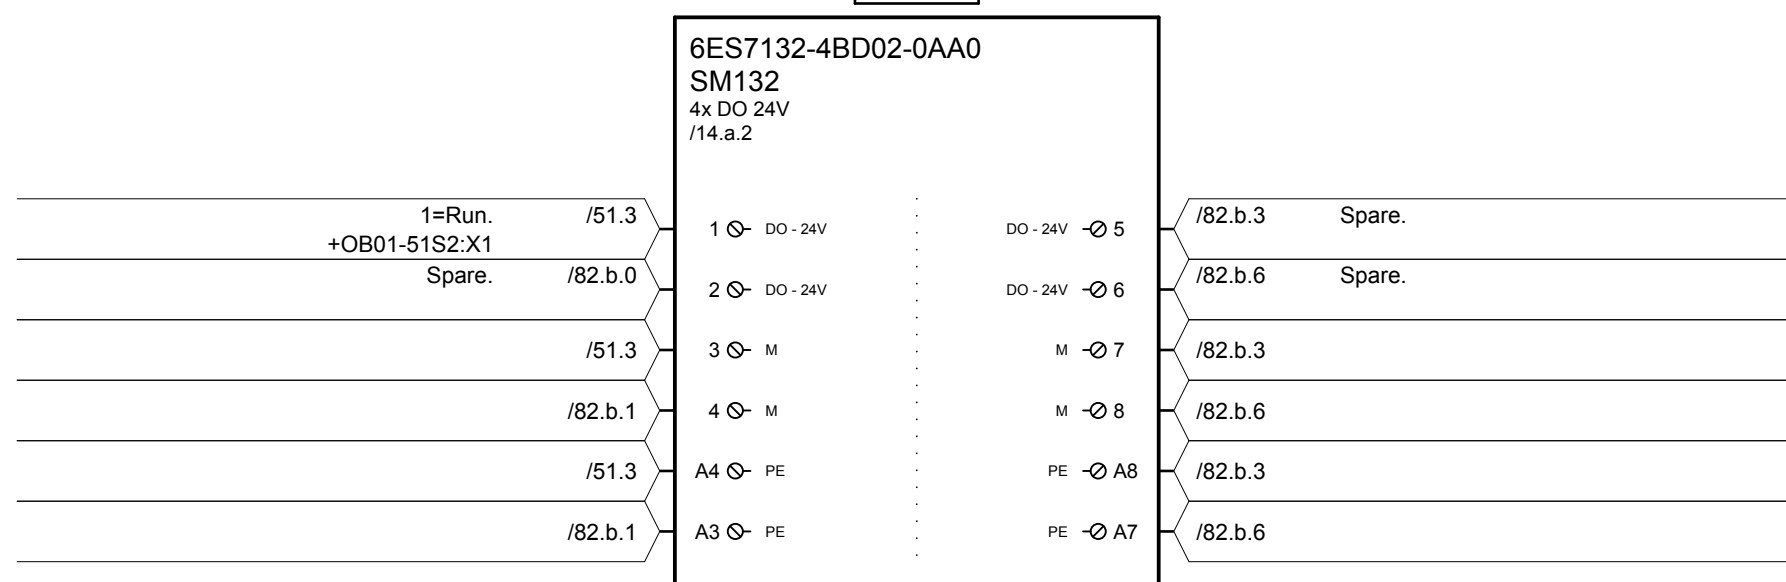 6ES7132-4BD02-0AA0
SM132
4x DO 24V
/14.a.2
1=Run. /51.3 1 DO - 24V DO - 24V 5 /82.b.3 Spare.
+OB01-51S2:X1
Spare. /82.b.0 2 DO - 24V DO - 24V 6 /82.b.6 Spare.
/51.3 3 M M 7 /82.b.3
/82.b.1 4 M M 8 /82.b.6
/51.3 A4 PE PE A8 /82.b.3
/82.b.1 A3 PE PE A7 /82.b.6